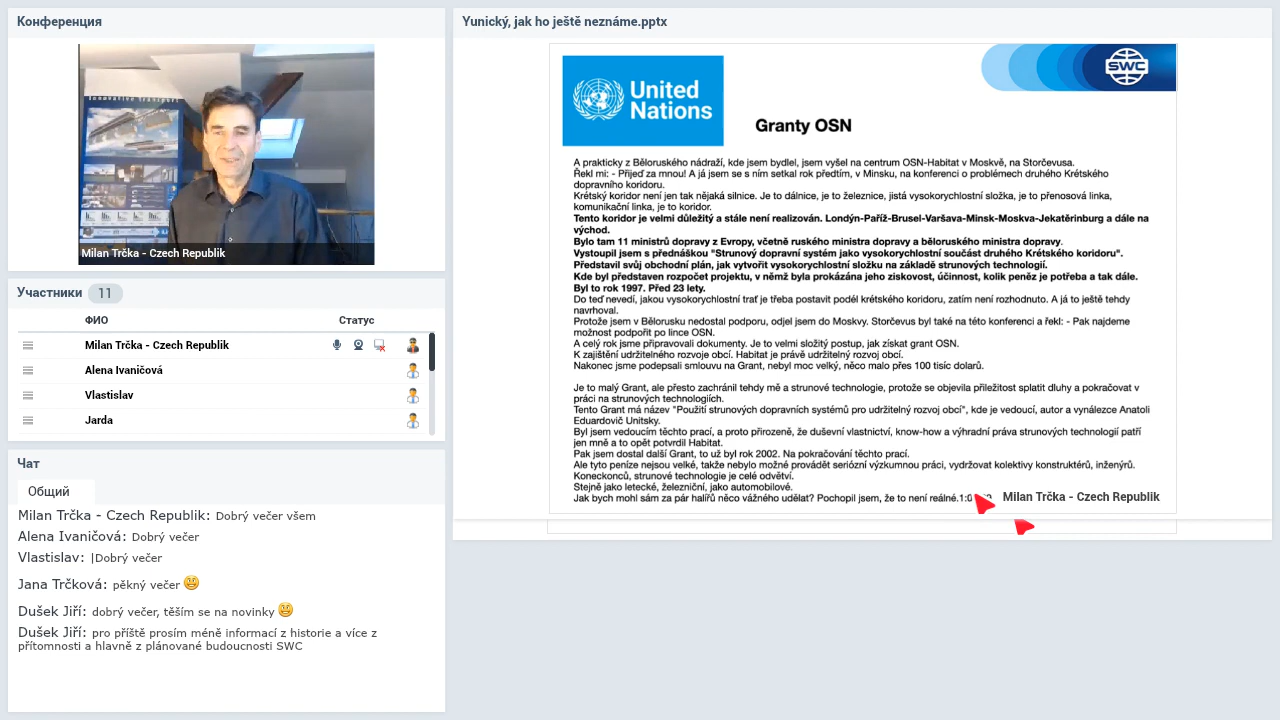 Конференция
Innovative Transport
Milan Trčka - Czech Republik
Участники 11
ФИО Статус
Milan Trčka - Czech Republik
Alena Ivaničová
Vlastislav
Jarda
Чат
Общий
Milan Trčka - Czech Republik: Dobrý večer všem
Alena Ivaničová: Dobrý večer
Vlastislav: |Dobrý večer
Jana Trčková: pěkný večer
Dušek Jiří: dobrý večer, těším se na novinky
Dušek Jiří: pro příště prosím méně informací z historie a více z
přítomnosti a hlavně z plánované budoucnosti SWC
Yunický, jak ho ještě neznáme.pptx
United
Nations
SWC
Granty OSN
A prakticky z Běloruského nádraží, kde jsem bydlel, jsem vyšel na centrum OSN-Habitat v Moskvě, na Storčevusa.
Řekl mi: - Přijeď za mnou! A já jsem se s ním setkal rok předtím, v Minsku, na konferenci o problémech druhého Krétského
dopravního koridoru.
Krétský koridor není jen tak nějaká silnice. Je to dálnice, je to železnice, jistá vysokorychlostní složka, je to přenosová linka,
komunikační linka, je to koridor.
Tento koridor je velmi důležitý a stále není realizován. Londýn-Paříž-Brusel-Varšava-Minsk-Moskva-Jekatěrinburg a dále na
východ.
Bylo tam 11 ministrů dopravy z Evropy, včetně ruského ministra dopravy a běloruského ministra dopravy.
Vystoupil jsem s přednáškou "Strunový dopravní systém jako vysokorychlostní součást druhého Krétského koridoru".
Představil svůj obchodní plán, jak vytvořit vysokorychlostní složku na základě strunových technologií.
Kde byl představen rozpočet projektu, v němž byla prokázána jeho ziskovost, účinnost, kolik peněz je potřeba a tak dále.
Byl to rok 1997. Před 23 lety.
Do teď nevedí, jakou vysokorychlostní trať je třeba postavit podél krétského koridoru, zatím není rozhodnuto. A já to ještě tehdy
navrhoval.
Protože jsem v Bělorusku nedostal podporu, odjel jsem do Moskvy. Storčevus byl také na této konferenci a řekl: - Pak najdeme
možnost podpořit po lince OSN.
A celý rok jsme připravovali dokumenty. Je to velmi složitý postup, jak získat grant OSN.
K zajištění udržitelného rozvoje obcí. Habitat je právě udržitelný rozvoj obcí.
Nakonec jsme podepsali smlouvu na Grant, nebyl moc velký, něco málo přes 100 tisíc dolarů.
Je to malý Grant, ale přesto zachránil tehdy mě a strunové technologie, protože se objevila příležitost splatit dluhy a pokračovat v
práci na strunových technologiích.
Tento Grant má název "Použití strunových dopravních systémů pro udržitelný rozvoj obcí", kde je vedoucí, autor a vynálezce Anatoli
Eduardovič Unitsky.
Byl jsem vedoucím těchto prací, a proto přirozeně, že duševní vlastnictví, know-how a výhradní práva strunových technologií patří
jen mně a to opět potvrdil Habitat.
Pak jsem dostal další Grant, to už byl rok 2002. Na pokračování těchto prací.
Ale tyto peníze nejsou velké, takže nebylo možné provádět seriózní výzkumnou práci, vydržovat kolektivy konstruktérů, inženýrů.
Koneckonců, strunové technologie je celé odvětví.
Stejně jako letecké, železniční, jako automobilové.
Jak bych mohl sám za pár halířů něco vážného udělat? Pochopil jsem, že to není reálné.
Milan Trčka - Czech Republik